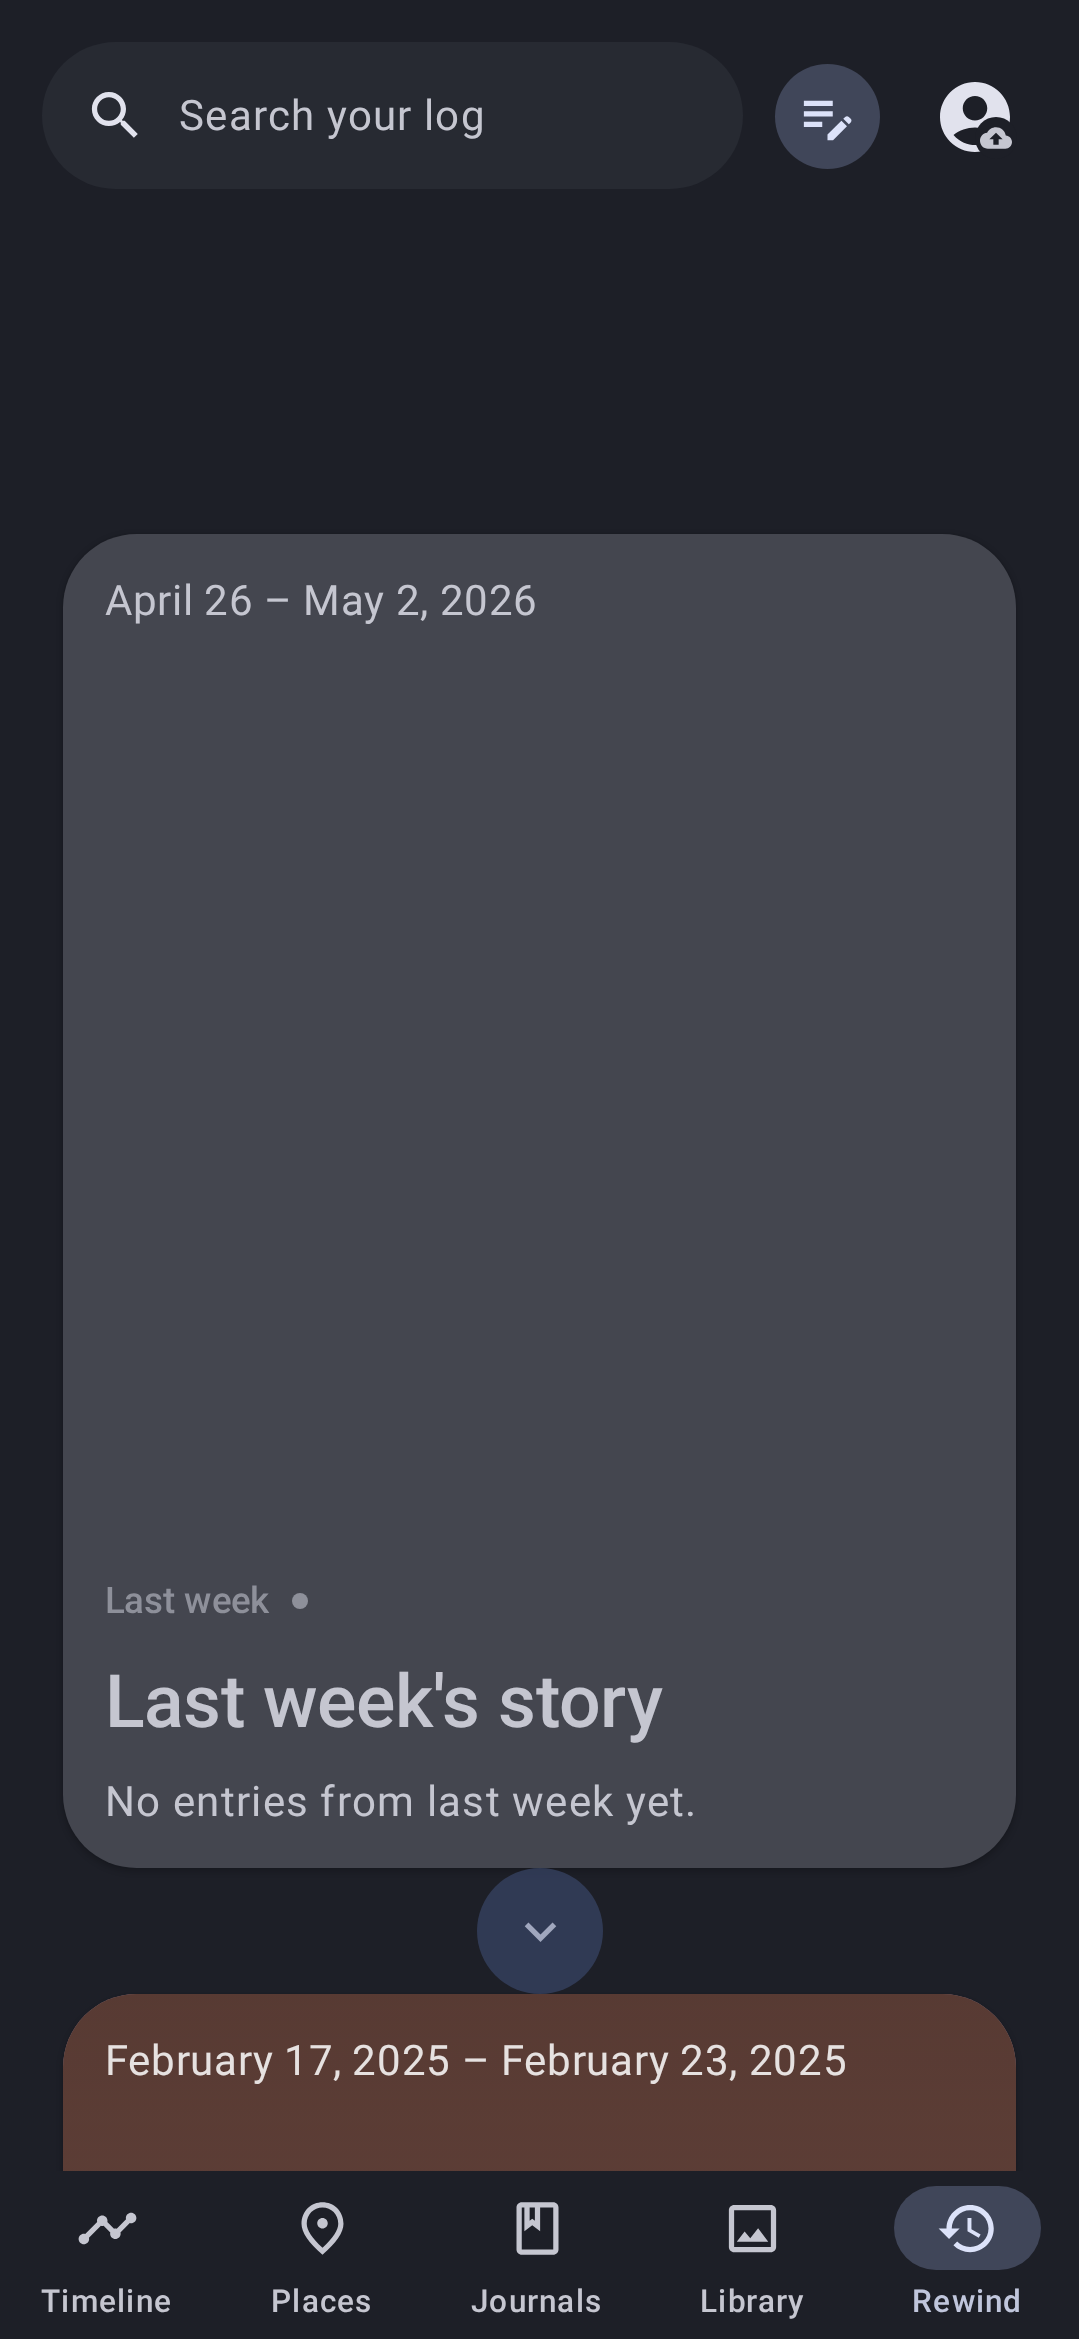 Search your log
April 26 – May 2, 2026
Last week
Last week's story
No entries from last week yet.
February 17, 2025 – February 23, 2025
Timeline
Places
Journals
Library
Rewind